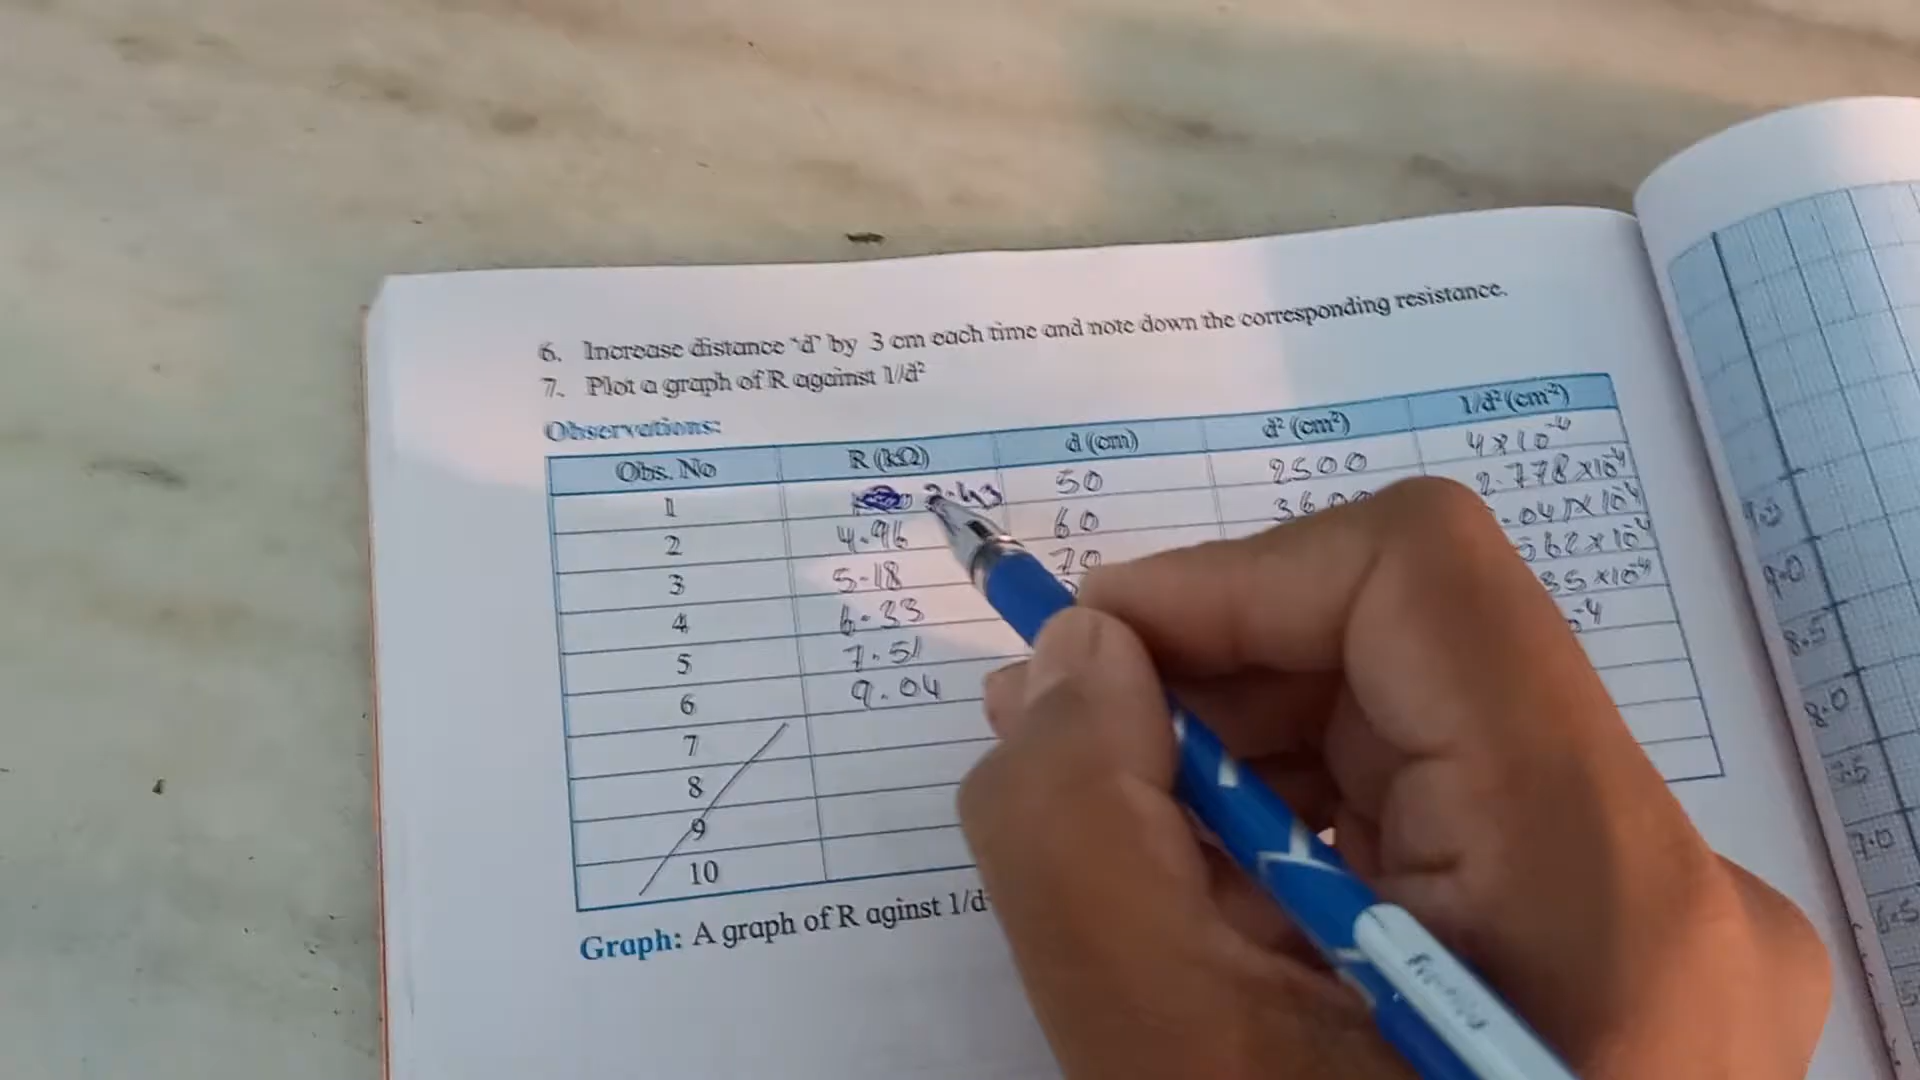 6. Increase distance 'd' by 3 cm each time and note down the corresponding resistance.
7. Plot a graph of R against 1/d²
Observations:
Obs. No R (kΩ) d (cm) d² (cm²) 1/d² (cm⁻²)
1 50 2500 4 x 10⁻⁴
2 4.96 60 2.778 x 10⁻⁴
3 5.18 70
4 6.33
5 7.51
6 9.04
7
8
9
10
Graph: A graph of R aginst 1/d
9.0
8.5
8.0
7.0
6.5